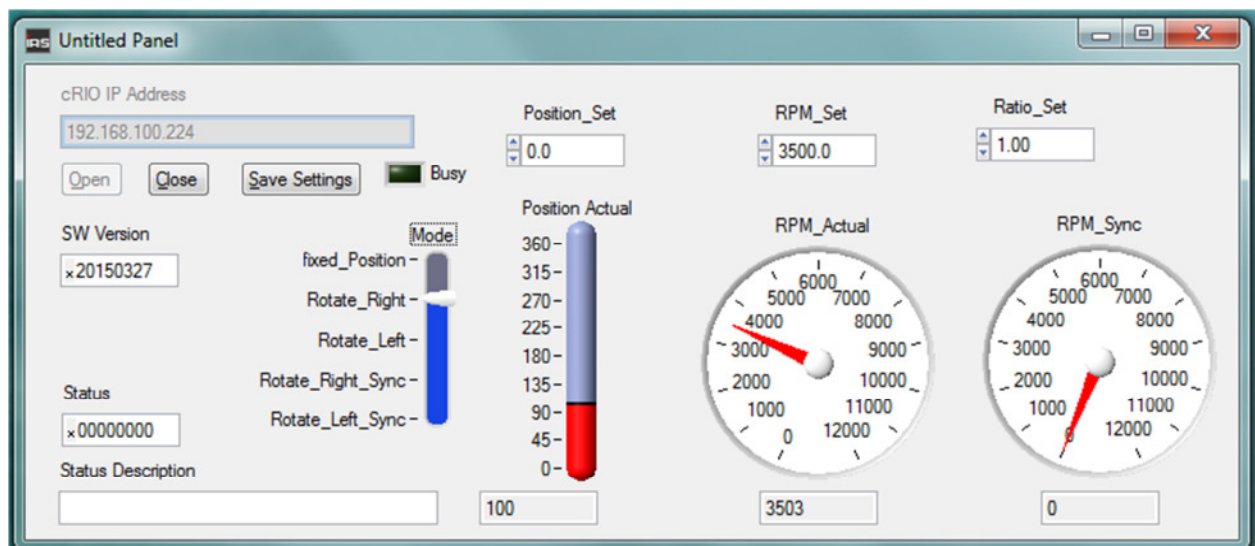 iAS Untitled Panel
cRIO IP Address
192.168.100.224
Open Close Save Settings Busy
SW Version
x20150327
Status
x00000000
Status Description
Mode
fixed_Position
Rotate_Right
Rotate_Left
Rotate_Right_Sync
Rotate_Left_Sync
Position_Set
0.0
Position Actual
360
315
270
225
180
135
90
45
0
100
RPM_Set
3500.0
RPM_Actual
0
1000
2000
3000
4000
5000
6000
7000
8000
9000
10000
11000
12000
3503
Ratio_Set
1.00
RPM_Sync
0
1000
2000
3000
4000
5000
6000
7000
8000
9000
10000
11000
12000
0